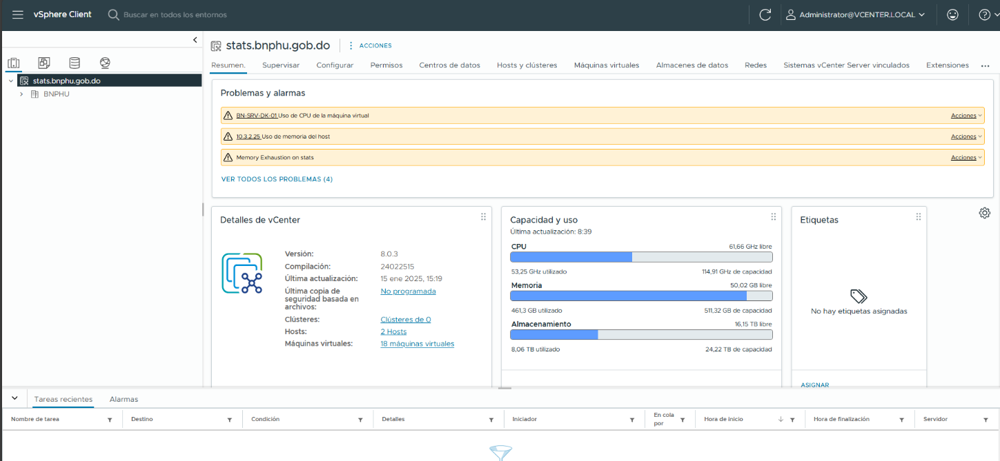 vSphere Client
Buscar en todos los entornos
Administrator@VCENTER.LOCAL
stats.bnphu.gob.do
BNPHU
stats.bnphu.gob.do
ACCIONES
Resumen. Supervisar Configurar Permisos Centros de datos Hosts y clústeres Máquinas virtuales Almacenes de datos Redes Sistemas vCenter Server vinculados Extensiones ...
Problemas y alarmas
BN-SRV-DK-01 Uso de CPU de la máquina virtual Acciones
10.3.2.25 Uso de memoria del host Acciones
Memory Exhaustion on stats Acciones
VER TODOS LOS PROBLEMAS (4)
Detalles de vCenter
Versión: 8.0.3
Compilación: 24022515
Última actualización: 15 ene 2025, 15:19
Última copia de
seguridad basada en
archivos:
No programada
Clústeres: Clústeres de 0
Hosts: 2 Hosts
Máquinas virtuales: 18 máquinas virtuales
Capacidad y uso
Última actualización: 8:39
CPU 61,66 GHz libre
53,25 GHz utilizado 114,91 GHz de capacidad
Memoria 50,02 GB libre
461,3 GB utilizado 511,32 GB de capacidad
Almacenamiento 16,15 TB libre
8,06 TB utilizado 24,22 TB de capacidad
Etiquetas
No hay etiquetas asignadas
ASIGNAR
Tareas recientes Alarmas
Nombre de tarea Destino Condición Detalles Iniciador En cola
por Hora de inicio Hora de finalización Servidor